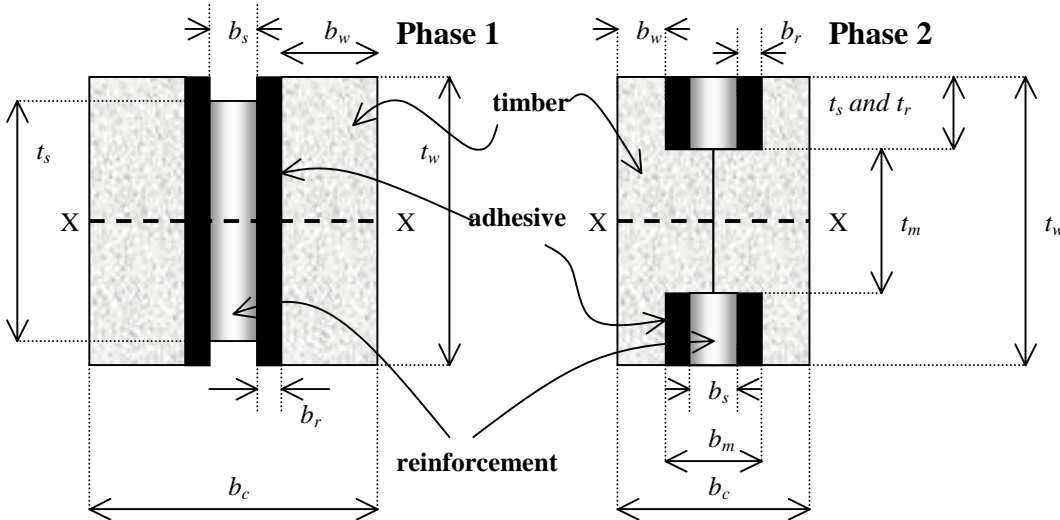 b_s
b_w
Phase 1
b_w
b_r
Phase 2
timber
t_s and t_r
t_s
t_w
X
X
adhesive
X
X
t_m
t_w
b_r
b_s
b_m
reinforcement
b_c
b_c